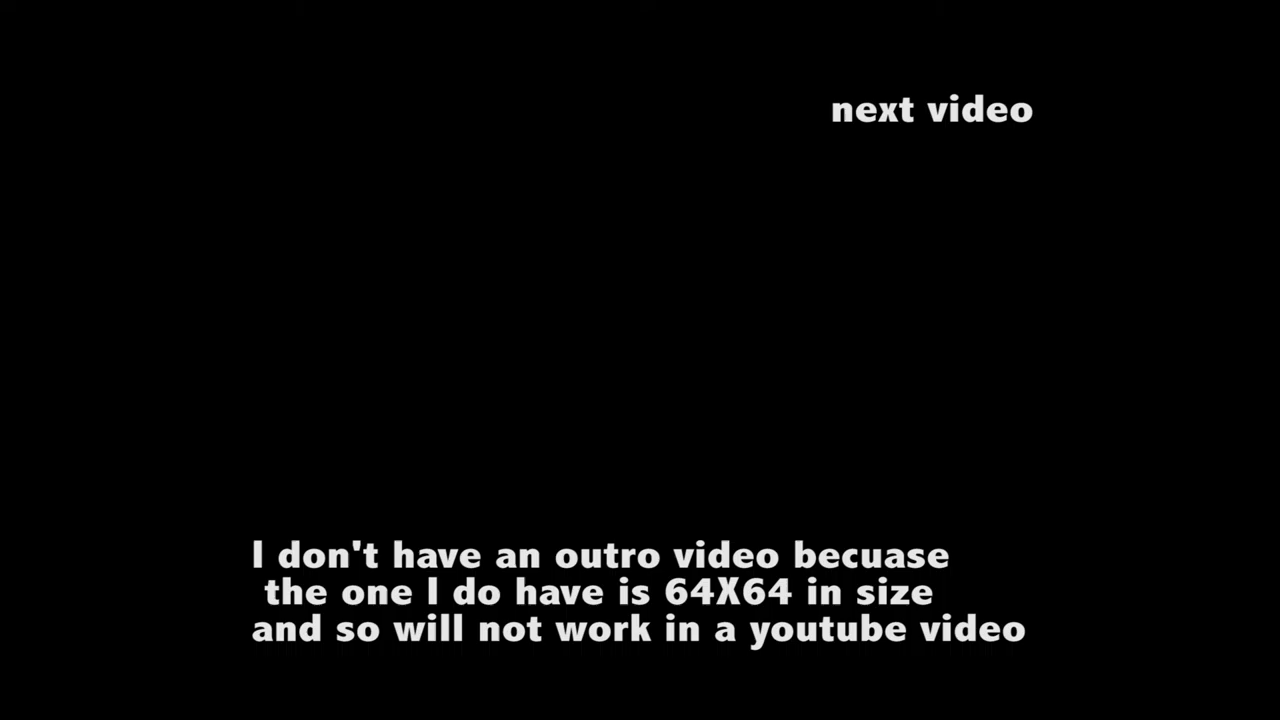 next video
I don't have an outro video becuase
the one I do have is 64X64 in size
and so will not work in a youtube video